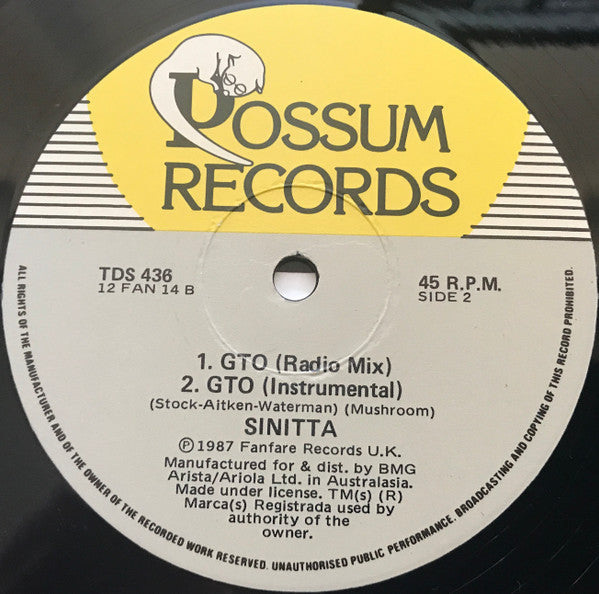 POSSUM
RECORDS
TDS 436
12 FAN 14 B
45 R.P.M.
SIDE 2
1. GTO (Radio Mix)
2. GTO (Instrumental)
(Stock-Aitken-Waterman) (Mushroom)
SINITTA
Ⓟ1987 Fanfare Records U.K.
Manufactured for & dist. by BMG
Arista/Ariola Ltd. in Australasia.
Made under license. TM(s) (R)
Marca(s) Registrada used by
authority of the
owner.
ALL RIGHTS OF THE MANUFACTURER AND OF THE OWNER OF THE RECORDED WORK RESERVED. UNAUTHORISED PUBLIC PERFORMANCE. BROADCASTING AND COPYING OF THIS RECORD PROHIBITED.